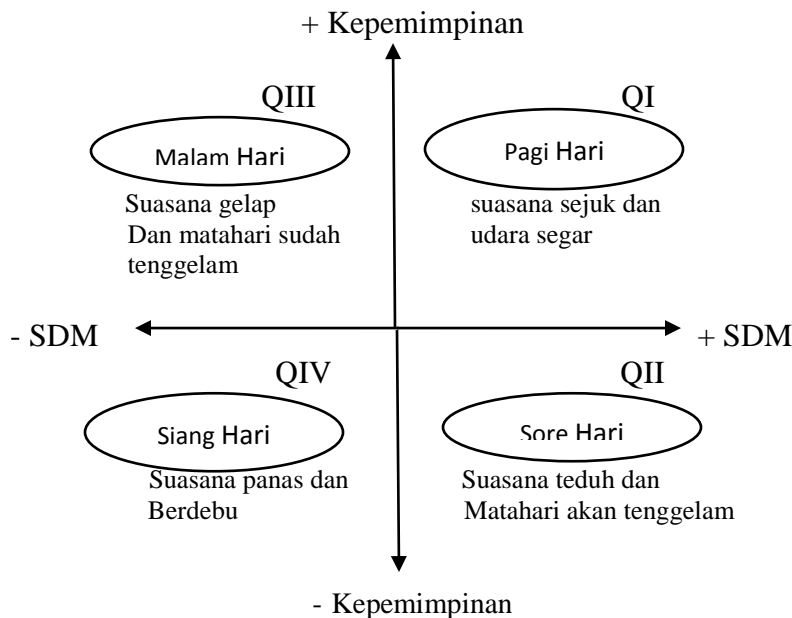 + Kepemimpinan
QIII
QI
Malam Hari
Pagi Hari
Suasana gelap
Dan matahari sudah
tenggelam
suasana sejuk dan
udara segar
- SDM
+ SDM
QIV
QII
Siang Hari
Sore Hari
Suasana panas dan
Berdebu
Suasana teduh dan
Matahari akan tenggelam
- Kepemimpinan